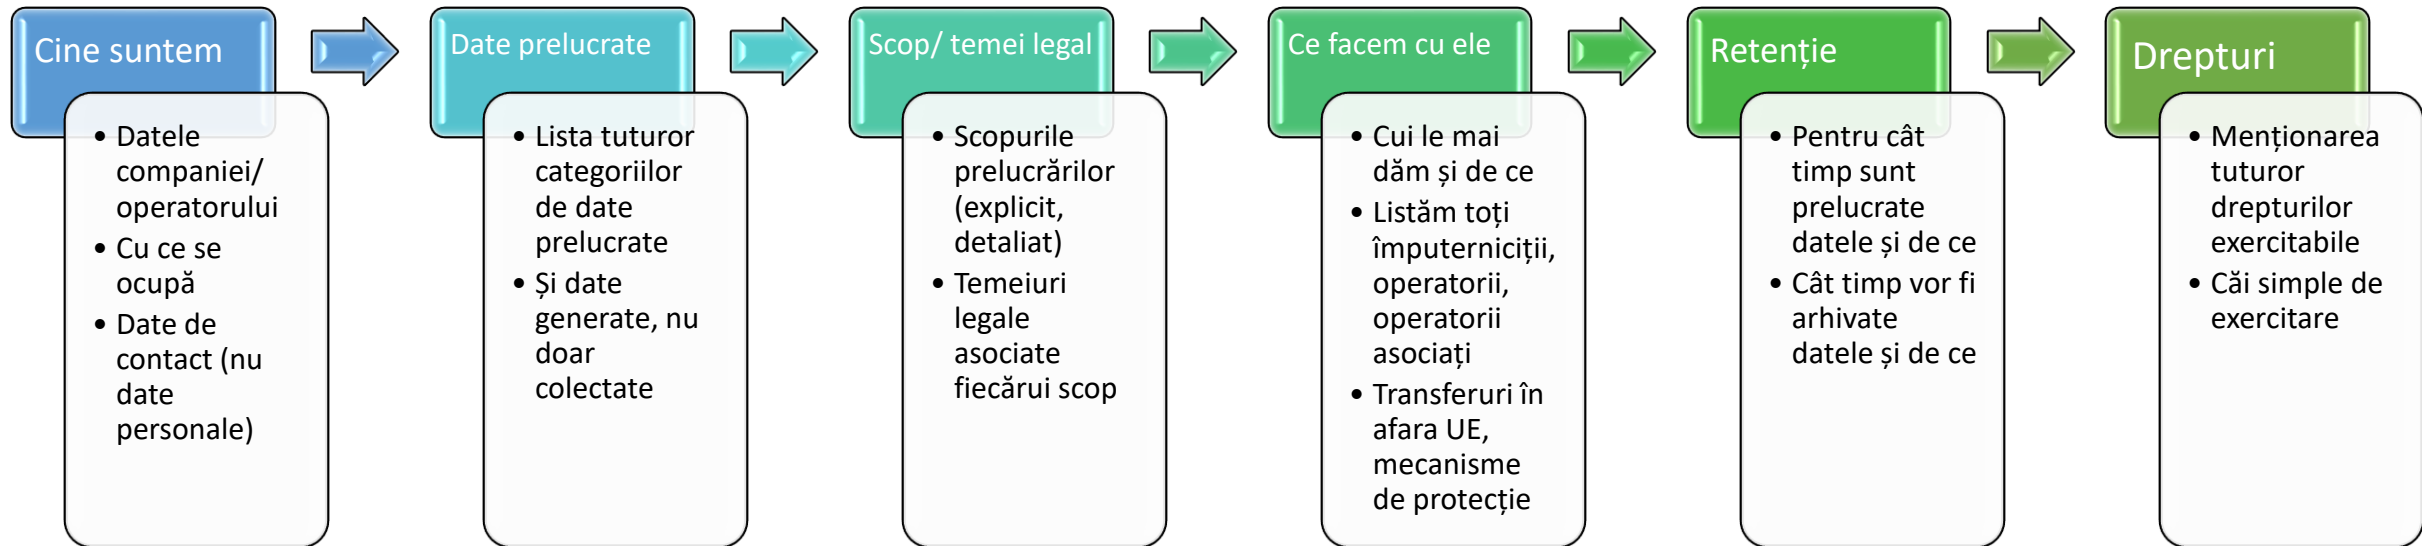 Cine suntem
• Datele
companiei/
operatorului
• Cu ce se
ocupă
• Date de
contact (nu
date
personale)
Date prelucrate
• Lista tuturor
categoriilor
de date
prelucrate
• Și date
generate, nu
doar
colectate
Scop/ temei legal
• Scopurile
prelucrărilor
(explicit,
detaliat)
• Temeiuri
legale
asociate
fiecărui scop
Ce facem cu ele
• Cui le mai
dăm și de ce
• Listăm toți
împuterniciții,
operatorii,
operatorii
asociați
• Transferuri în
afara UE,
mecanisme
de protecție
Retenție
• Pentru cât
timp sunt
prelucrate
datele și de ce
• Cât timp vor fi
arhivate
datele și de ce
Drepturi
• Menționarea
tuturor
drepturilor
exercitabile
• Căi simple de
exercitare